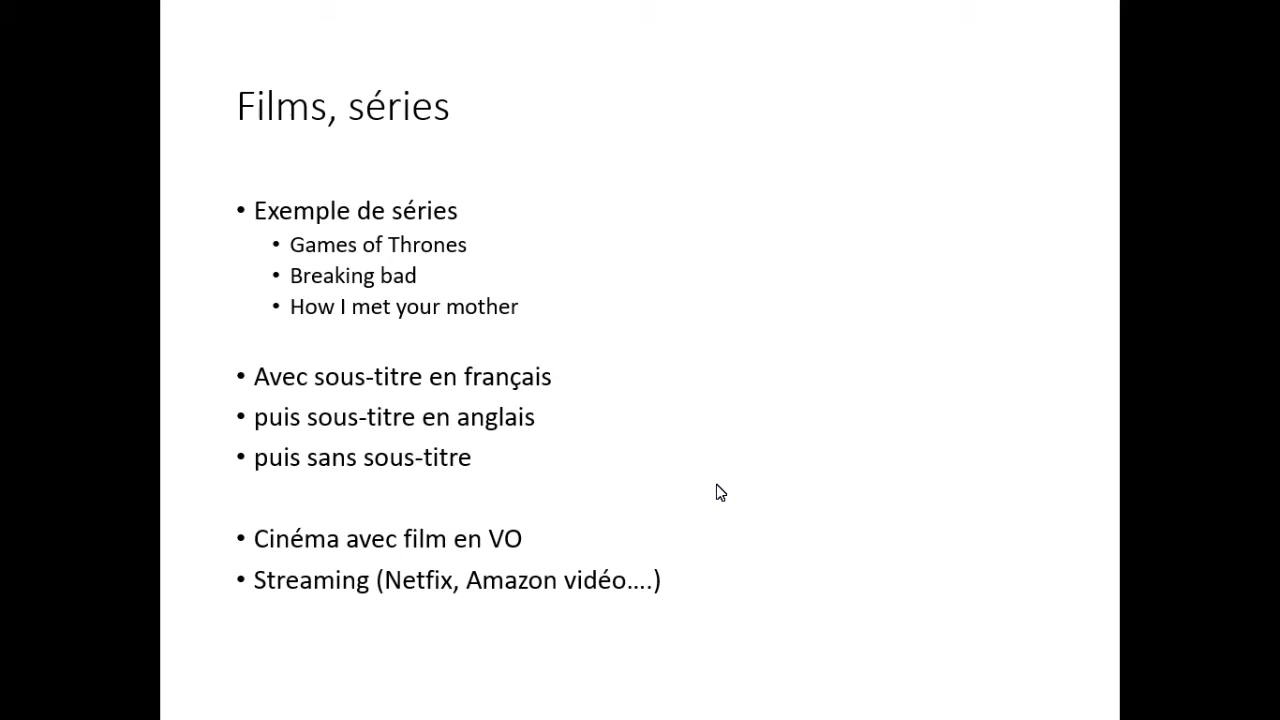 Films, séries
• Exemple de séries
• Games of Thrones
• Breaking bad
• How I met your mother
• Avec sous-titre en français
• puis sous-titre en anglais
• puis sans sous-titre
• Cinéma avec film en VO
• Streaming (Netfix, Amazon vidéo....)